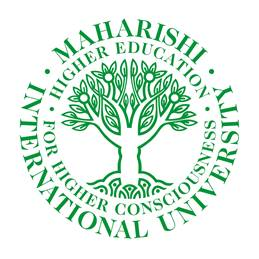 MAHARISHI
INTERNATIONAL UNIVERSITY
HIGHER EDUCATION
FOR HIGHER CONSCIOUSNESS